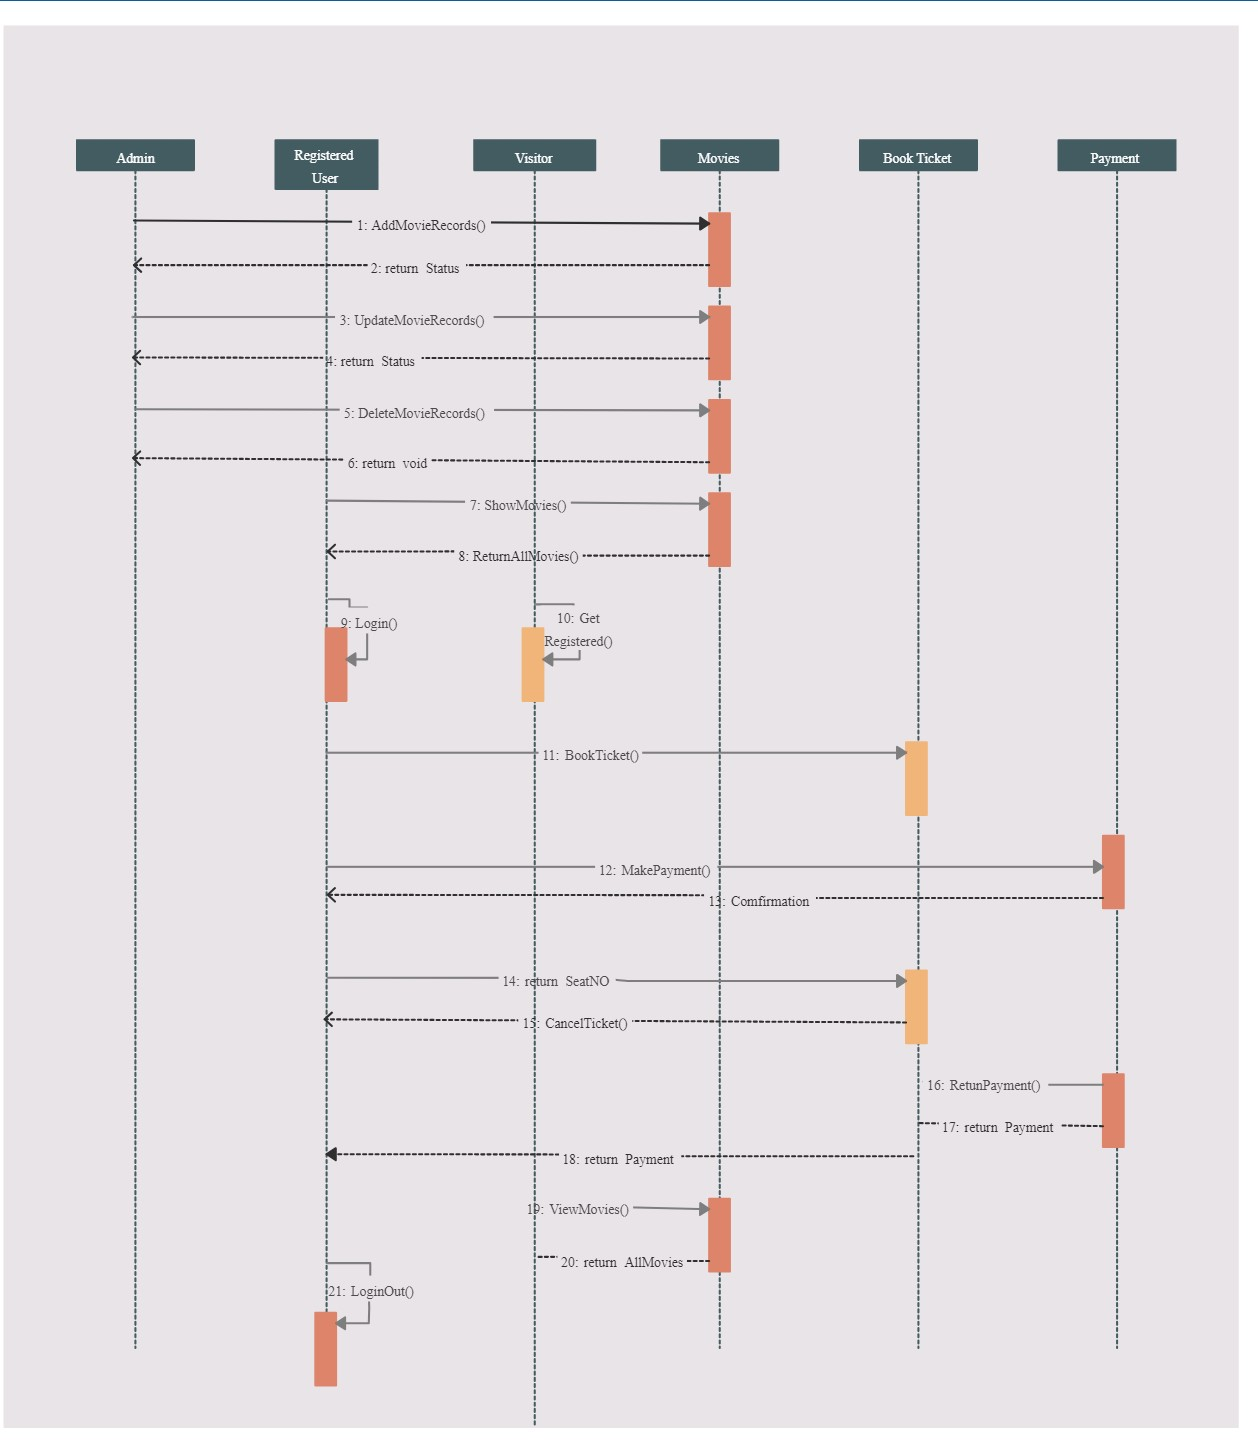 Admin
Registered
User
Visitor
Movies
Book Ticket
Payment
1: AddMovieRecords()
2: return Status
3: UpdateMovieRecords()
4: return Status
5: DeleteMovieRecords()
6: return void
7: ShowMovies()
8: ReturnAllMovies()
9: Login()
10: Get
Registered()
11: BookTicket()
12: MakePayment()
13: Comfirmation
14: return SeatNO
15: CancelTicket()
16: RetunPayment()
17: return Payment
18: return Payment
19: ViewMovies()
20: return AllMovies
21: LoginOut()